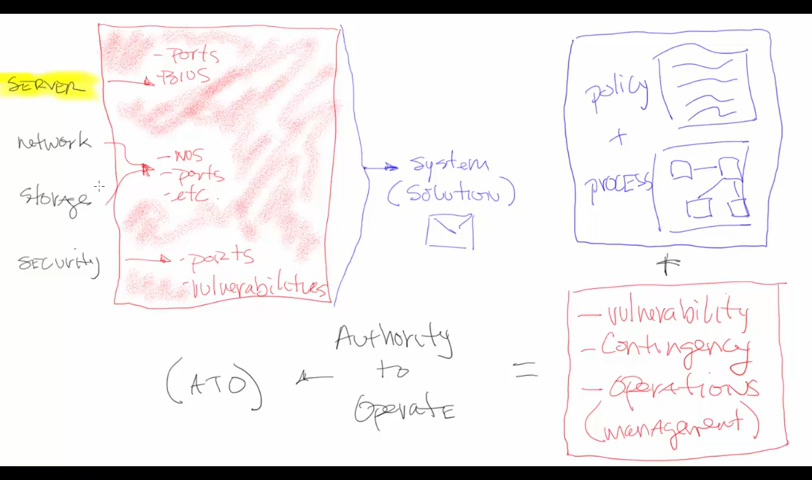 SERVER
network
storage
security
- ports
- BIOS
- NOS
- ports
- etc.
- ports
- vulnerabilities
system
(SOLUTION)
policy
+
PROCESS
+
- vulnerability
- Contingency
- OPERATIONS
(management)
=
Authority
to
Operate
(ATO)